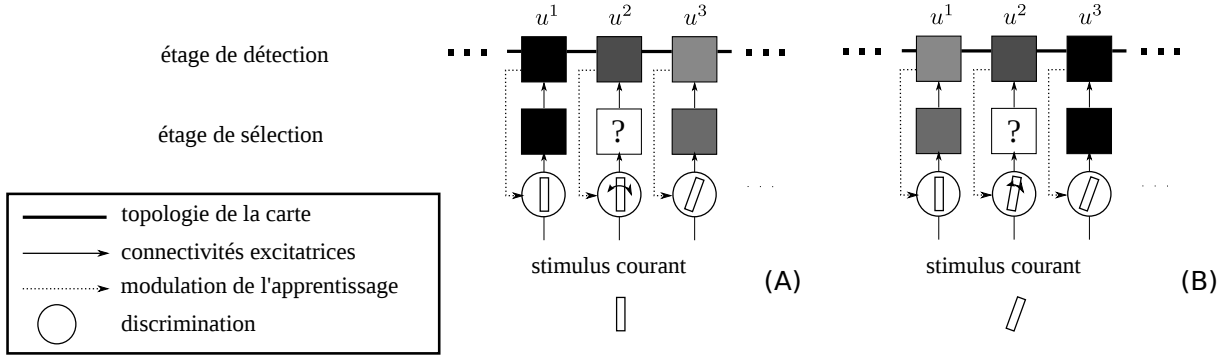 u¹ u² u³
u¹ u² u³
étage de détection
étage de sélection
?
?
topologie de la carte
connectivités excitatrices
modulation de l'apprentissage
discrimination
stimulus courant
(A)
stimulus courant
(B)